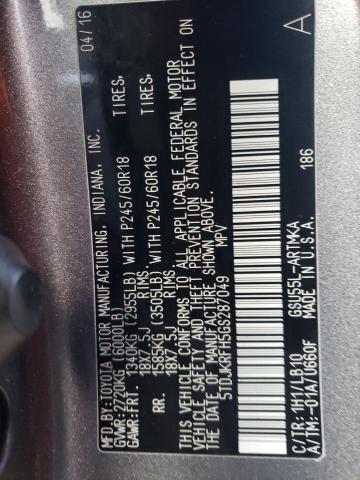 MFD.BY:TOYOTA MOTOR MANUFACTURING, INDIANA, INC. 04/16
GVWR:2720KG (6000LB)
GAWR:FRT. 1340KG (2955LB) WITH P245/60R18 TIRES,
18X7.5J RIMS,
RR. 1585KG (3505LB) WITH P245/60R18 TIRES,
18X7.5J RIMS,
THIS VEHICLE CONFORMS TO ALL APPLICABLE FEDERAL MOTOR
VEHICLE SAFETY AND BUMPER AND THEFT PREVENTION STANDARDS IN EFFECT
ON THE DATE OF MANUFACTURE SHOWN ABOVE.
5TDJKRFH5GS287049 MPV
186
C/TR:1H1/LB10 GSU55L-ARTMKA
A/TM:-01A/U660F MADE IN U.S.A. A